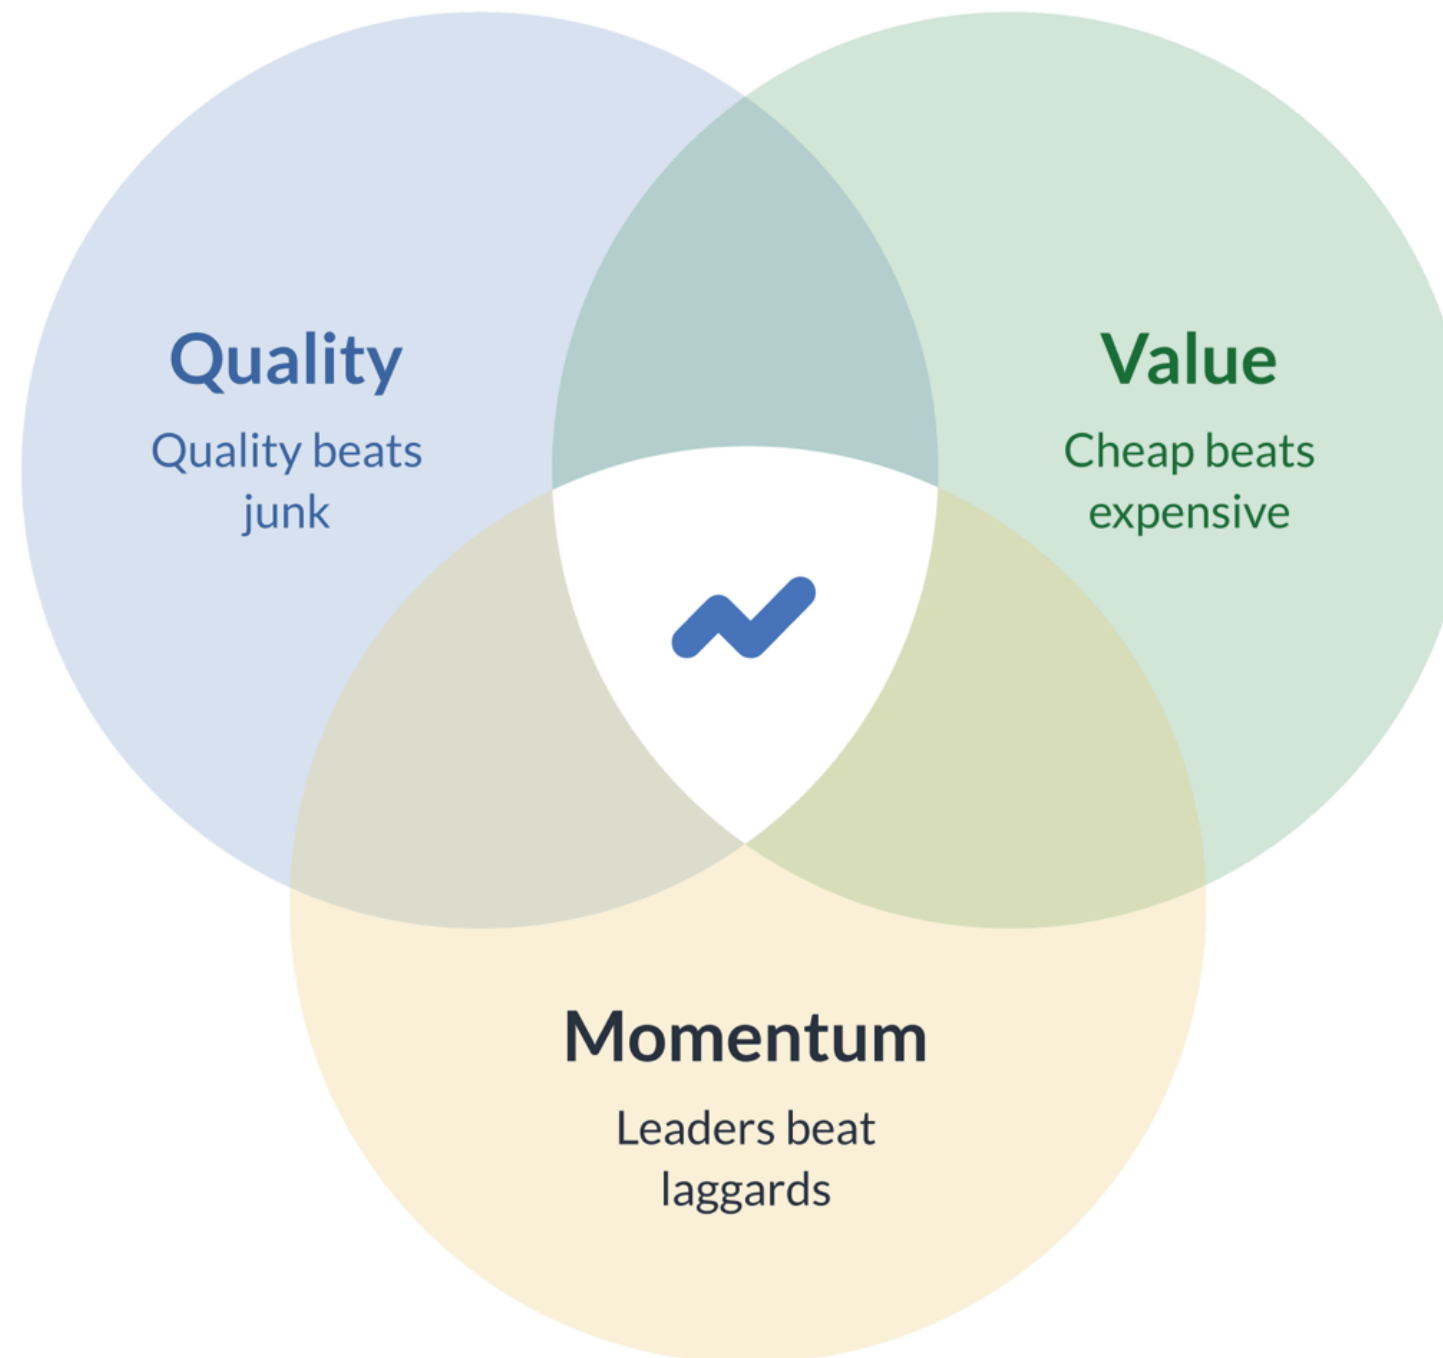 Quality
Quality beats
junk
Value
Cheap beats
expensive
Momentum
Leaders beat
laggards